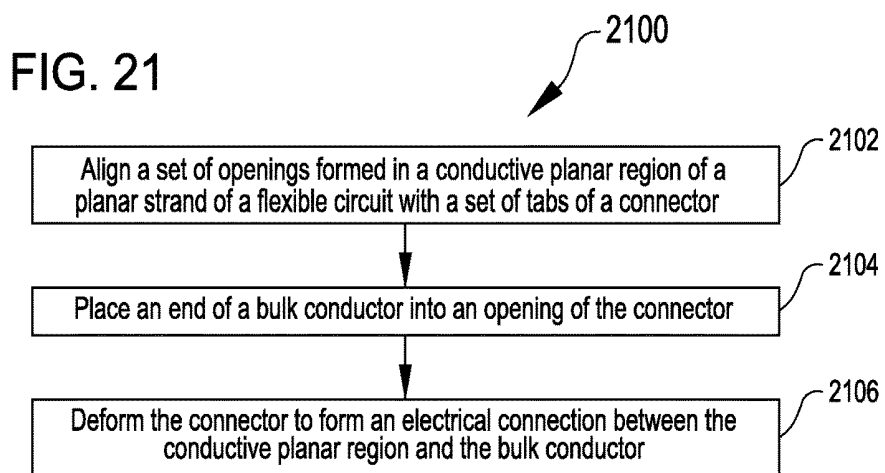 2100
FIG. 21
2102
Align a set of openings formed in a conductive planar region of a
planar strand of a flexible circuit with a set of tabs of a connector
2104
Place an end of a bulk conductor into an opening of the connector
2106
Deform the connector to form an electrical connection between the
conductive planar region and the bulk conductor